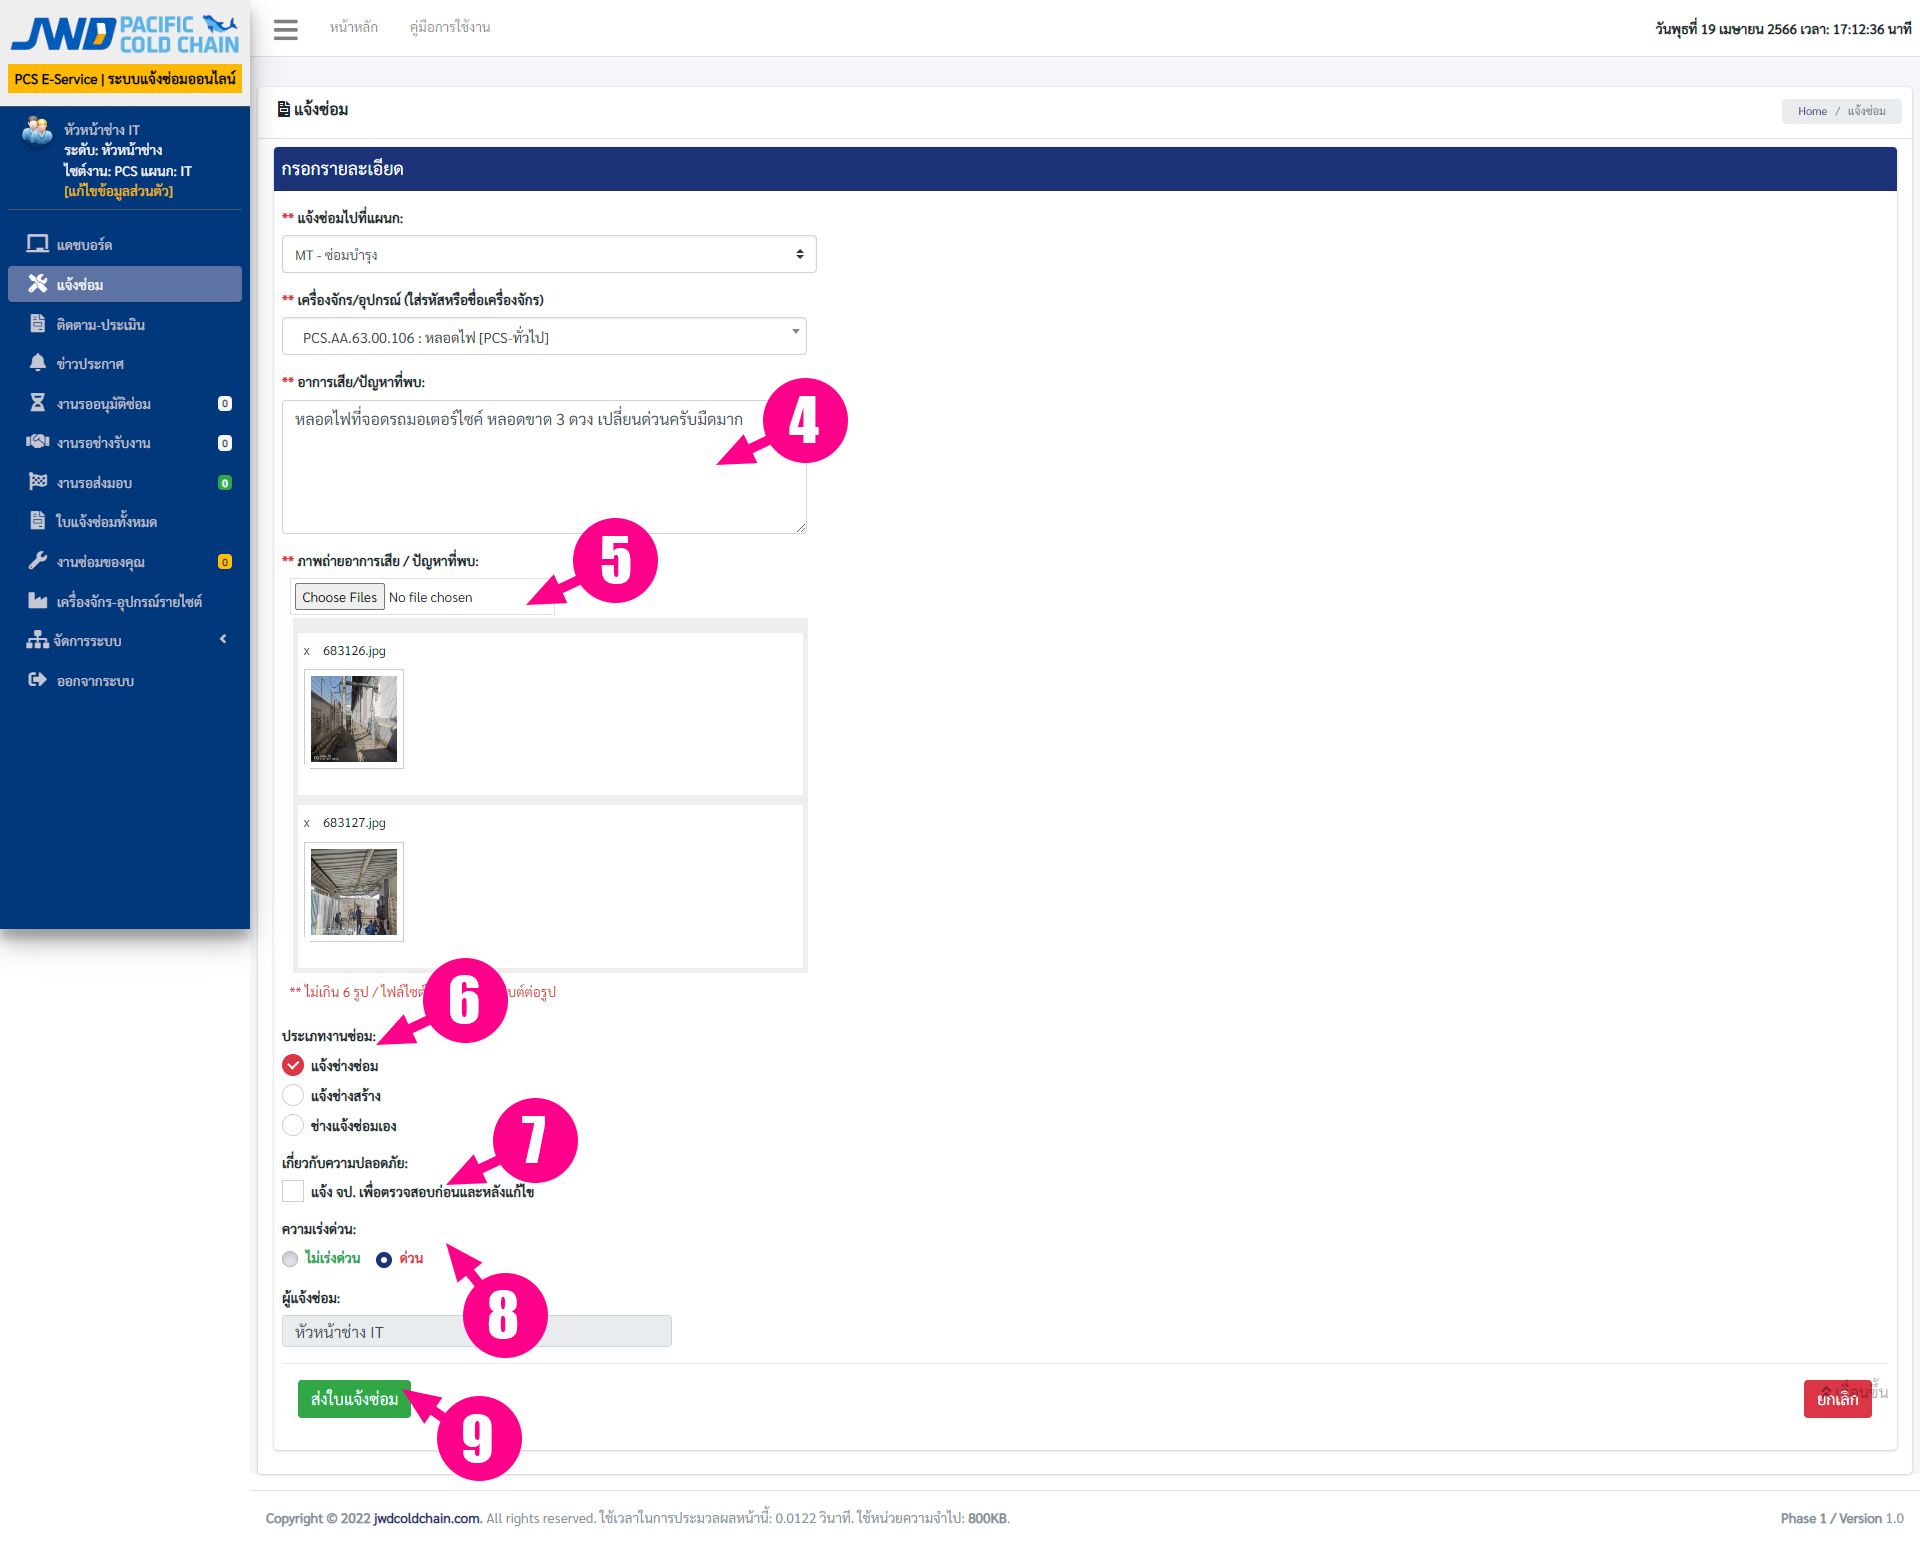 JWD PACIFIC COLD CHAIN
PCS E-Service | ระบบแจ้งซ่อมออนไลน์
หัวหน้าช่าง IT
ระดับ: หัวหน้าช่าง
ไซต์งาน: PCS แผนก: IT
[แก้ไขข้อมูลส่วนตัว]
แดชบอร์ด
แจ้งซ่อม
ติดตาม-ประเมิน
ข่าวประกาศ
งานรออนุมัติซ่อม 0
งานรอช่างรับงาน 0
งานรอส่งมอบ 0
ใบแจ้งซ่อมทั้งหมด
งานซ่อมของคุณ 0
เครื่องจักร-อุปกรณ์รายไซต์
จัดการระบบ
ออกจากระบบ
หน้าหลัก คู่มือการใช้งาน
วันพุธที่ 19 เมษายน 2566 เวลา: 17:12:36 นาที
แจ้งซ่อม
Home / แจ้งซ่อม
กรอกรายละเอียด
** แจ้งซ่อมไปที่แผนก:
MT - ซ่อมบำรุง
** เครื่องจักร/อุปกรณ์ (ใส่รหัสหรือชื่อเครื่องจักร)
PCS.AA.63.00.106 : หลอดไฟ [PCS-ทั่วไป]
** อาการเสีย/ปัญหาที่พบ:
หลอดไฟที่จอดรถมอเตอร์ไซค์ หลอดขาด 3 ดวง เปลี่ยนด่วนครับมืดมาก
4
5
** ภาพถ่ายอาการเสีย / ปัญหาที่พบ:
Choose Files No file chosen
x 683126.jpg
x 683127.jpg
** ไม่เกิน 6 รูป / ไฟล์ไซต์ บต์ต่อรูป
6
ประเภทงานซ่อม:
แจ้งช่างซ่อม
แจ้งช่างสร้าง
ช่างแจ้งซ่อมเอง
7
เกี่ยวกับความปลอดภัย:
แจ้ง จป. เพื่อตรวจสอบก่อนและหลังแก้ไข
ความเร่งด่วน:
ไม่เร่งด่วน ด่วน
8
ผู้แจ้งซ่อม:
หัวหน้าช่าง IT
ส่งใบแจ้งซ่อม
9
ยกเลิก
Copyright © 2022 jwdcoldchain.com. All rights reserved. ใช้เวลาในการประมวลผลหน้านี้: 0.0122 วินาที. ใช้หน่วยความจำไป: 800KB.
Phase 1 / Version 1.0